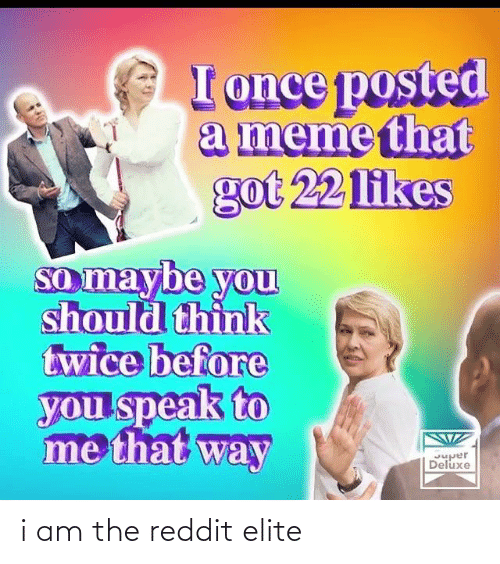 I once posted
a meme that
got 22 likes
so maybe you
should think
twice before
you speak to
me that way
Super
Deluxe
i am the reddit elite